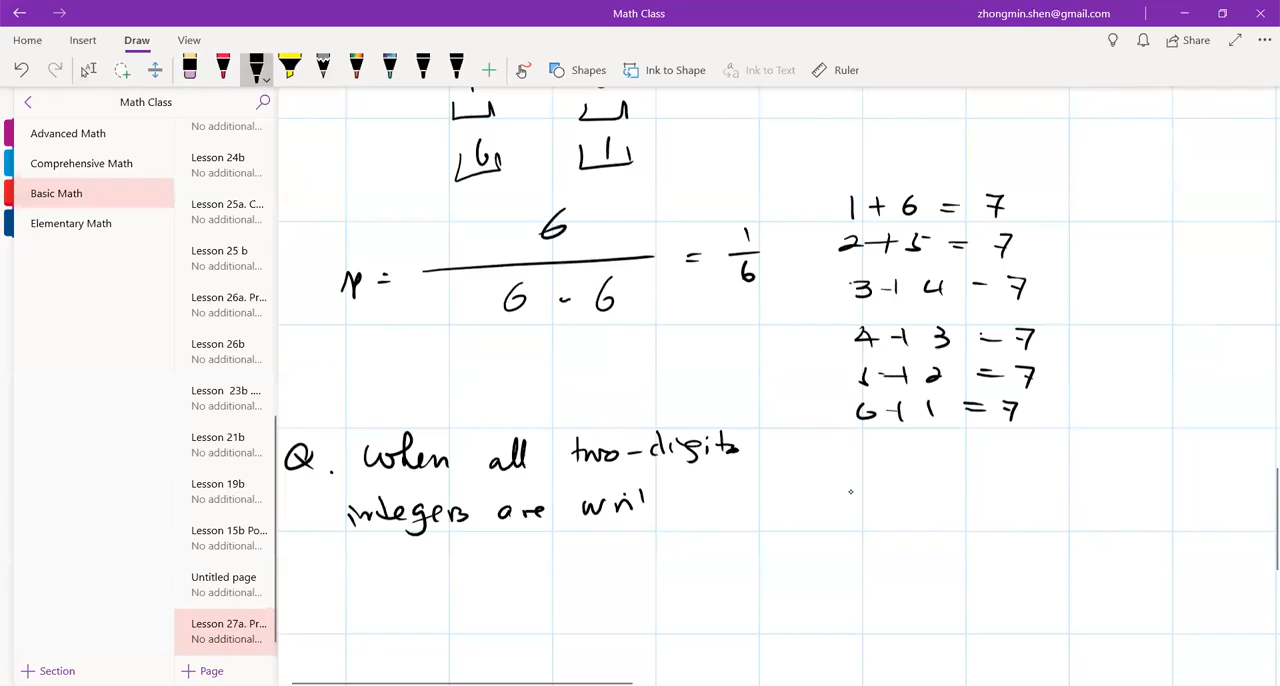 Math Class
zhongmin.shen@gmail.com
Home
Insert
Draw
View
Share
Shapes
Ink to Shape
Ink to Text
Ruler
Math Class
Advanced Math
Comprehensive Math
Basic Math
Elementary Math
Section
No additional...
Lesson 24b
No additional...
Lesson 25a. C...
No additional...
Lesson 25 b
No additional...
Lesson 26a. Pr...
No additional...
Lesson 26b
No additional...
Lesson 23b ....
No additional...
Lesson 21b
No additional...
Lesson 19b
No additional...
Lesson 15b Po...
No additional...
Untitled page
No additional...
Lesson 27a. Pr...
No additional...
Page
6 1
p = 6 / 6 · 6 = 1/6
1 + 6 = 7
2 + 5 = 7
3 + 4 = 7
4 + 3 = 7
5 + 2 = 7
6 + 1 = 7
Q. When all two-digits
integers are